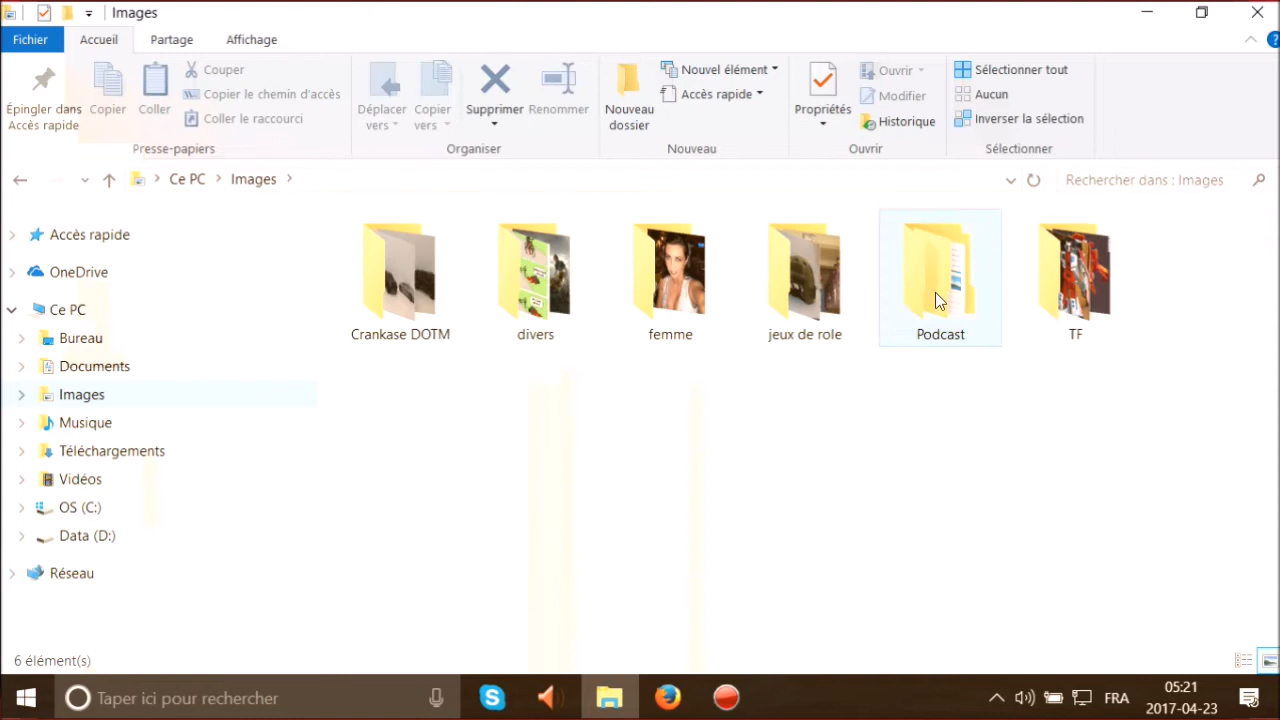 Images
Fichier Accueil Partage Affichage
Épingler dans Accès rapide
Copier
Coller
Couper
Copier le chemin d'accès
Coller le raccourci
Presse-papiers
Déplacer vers
Copier vers
Supprimer
Renommer
Organiser
Nouveau dossier
Nouvel élément
Accès rapide
Nouveau
Propriétés
Ouvrir
Modifier
Historique
Ouvrir
Sélectionner tout
Aucun
Inverser la sélection
Sélectionner
Ce PC Images
Rechercher dans : Images
Accès rapide
OneDrive
Ce PC
Bureau
Documents
Images
Musique
Téléchargements
Vidéos
OS (C:)
Data (D:)
Réseau
Crankase DOTM
divers
femme
jeux de role
Podcast
TF
6 élément(s)
Taper ici pour rechercher
FRA
05:21
2017-04-23